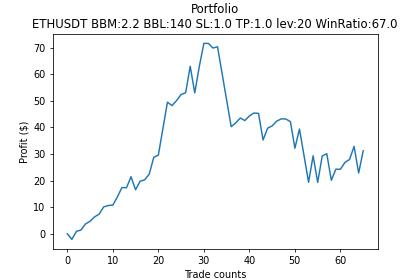 Portfolio
ETHUSDT BBM:2.2 BBL:140 SL:1.0 TP:1.0 lev:20 WinRatio:67.0
70
60
50
40
30
20
10
0
Profit ($)
0 10 20 30 40 50 60
Trade counts